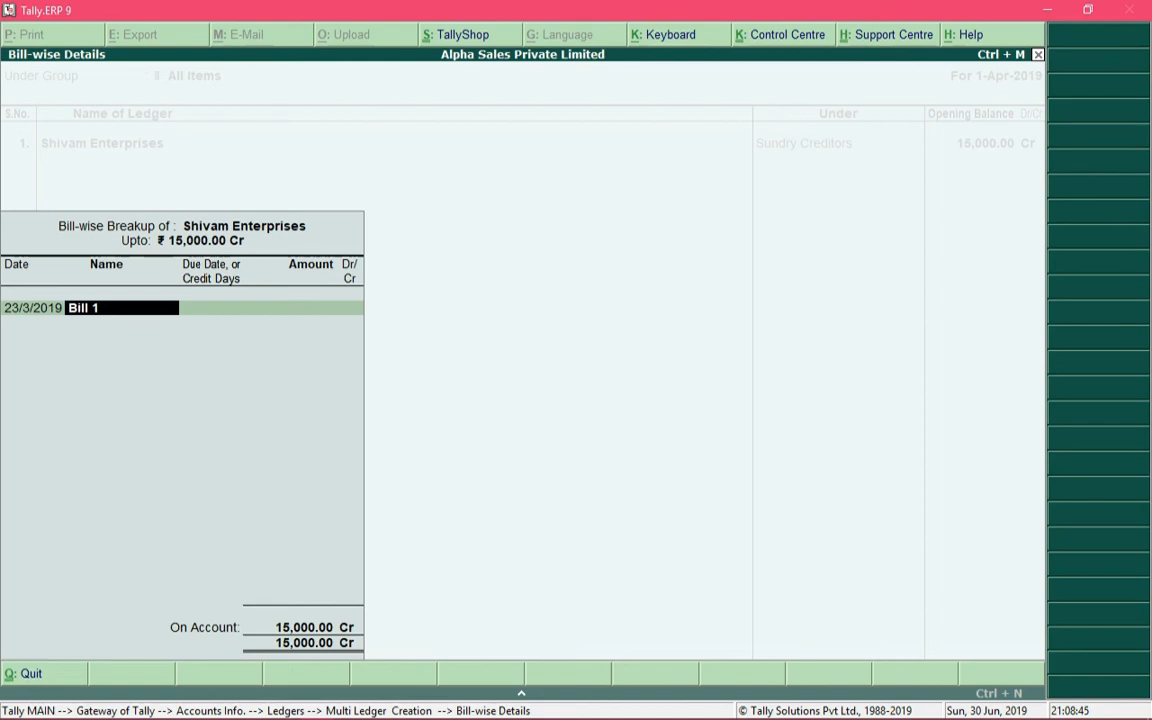 Tally.ERP 9
P: Print E: Export M: E-Mail O: Upload S: TallyShop G: Language K: Keyboard K: Control Centre H: Support Centre H: Help
Bill-wise Details Alpha Sales Private Limited Ctrl + M
Under Group : All Items For 1-Apr-2019
S.No. Name of Ledger Under Opening Balance Dr/Cr
1. Shivam Enterprises Sundry Creditors 15,000.00 Cr
Bill-wise Breakup of : Shivam Enterprises
Upto: ₹ 15,000.00 Cr
Date Name Due Date, or Amount Dr/
Credit Days Cr
23/3/2019 Bill 1
On Account: 15,000.00 Cr
15,000.00 Cr
Q: Quit
Ctrl + N
Tally MAIN --> Gateway of Tally --> Accounts Info. --> Ledgers --> Multi Ledger Creation --> Bill-wise Details © Tally Solutions Pvt Ltd., 1988-2019 Sun, 30 Jun, 2019 21:08:45